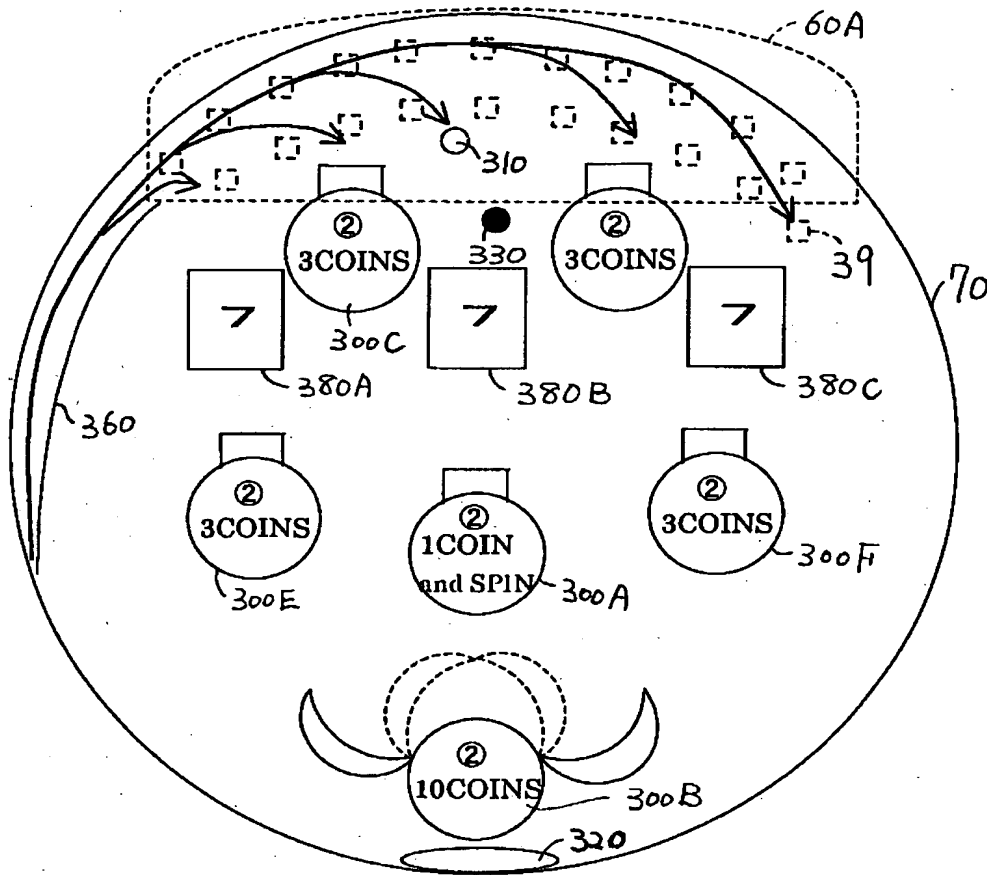 60A
310
②
3COINS
300C
330
②
3COINS
39
70
7
380A
7
380B
7
380C
360
②
3COINS
300E
②
1COIN
and SPIN
300A
②
3COINS
300F
②
10COINS
300B
320